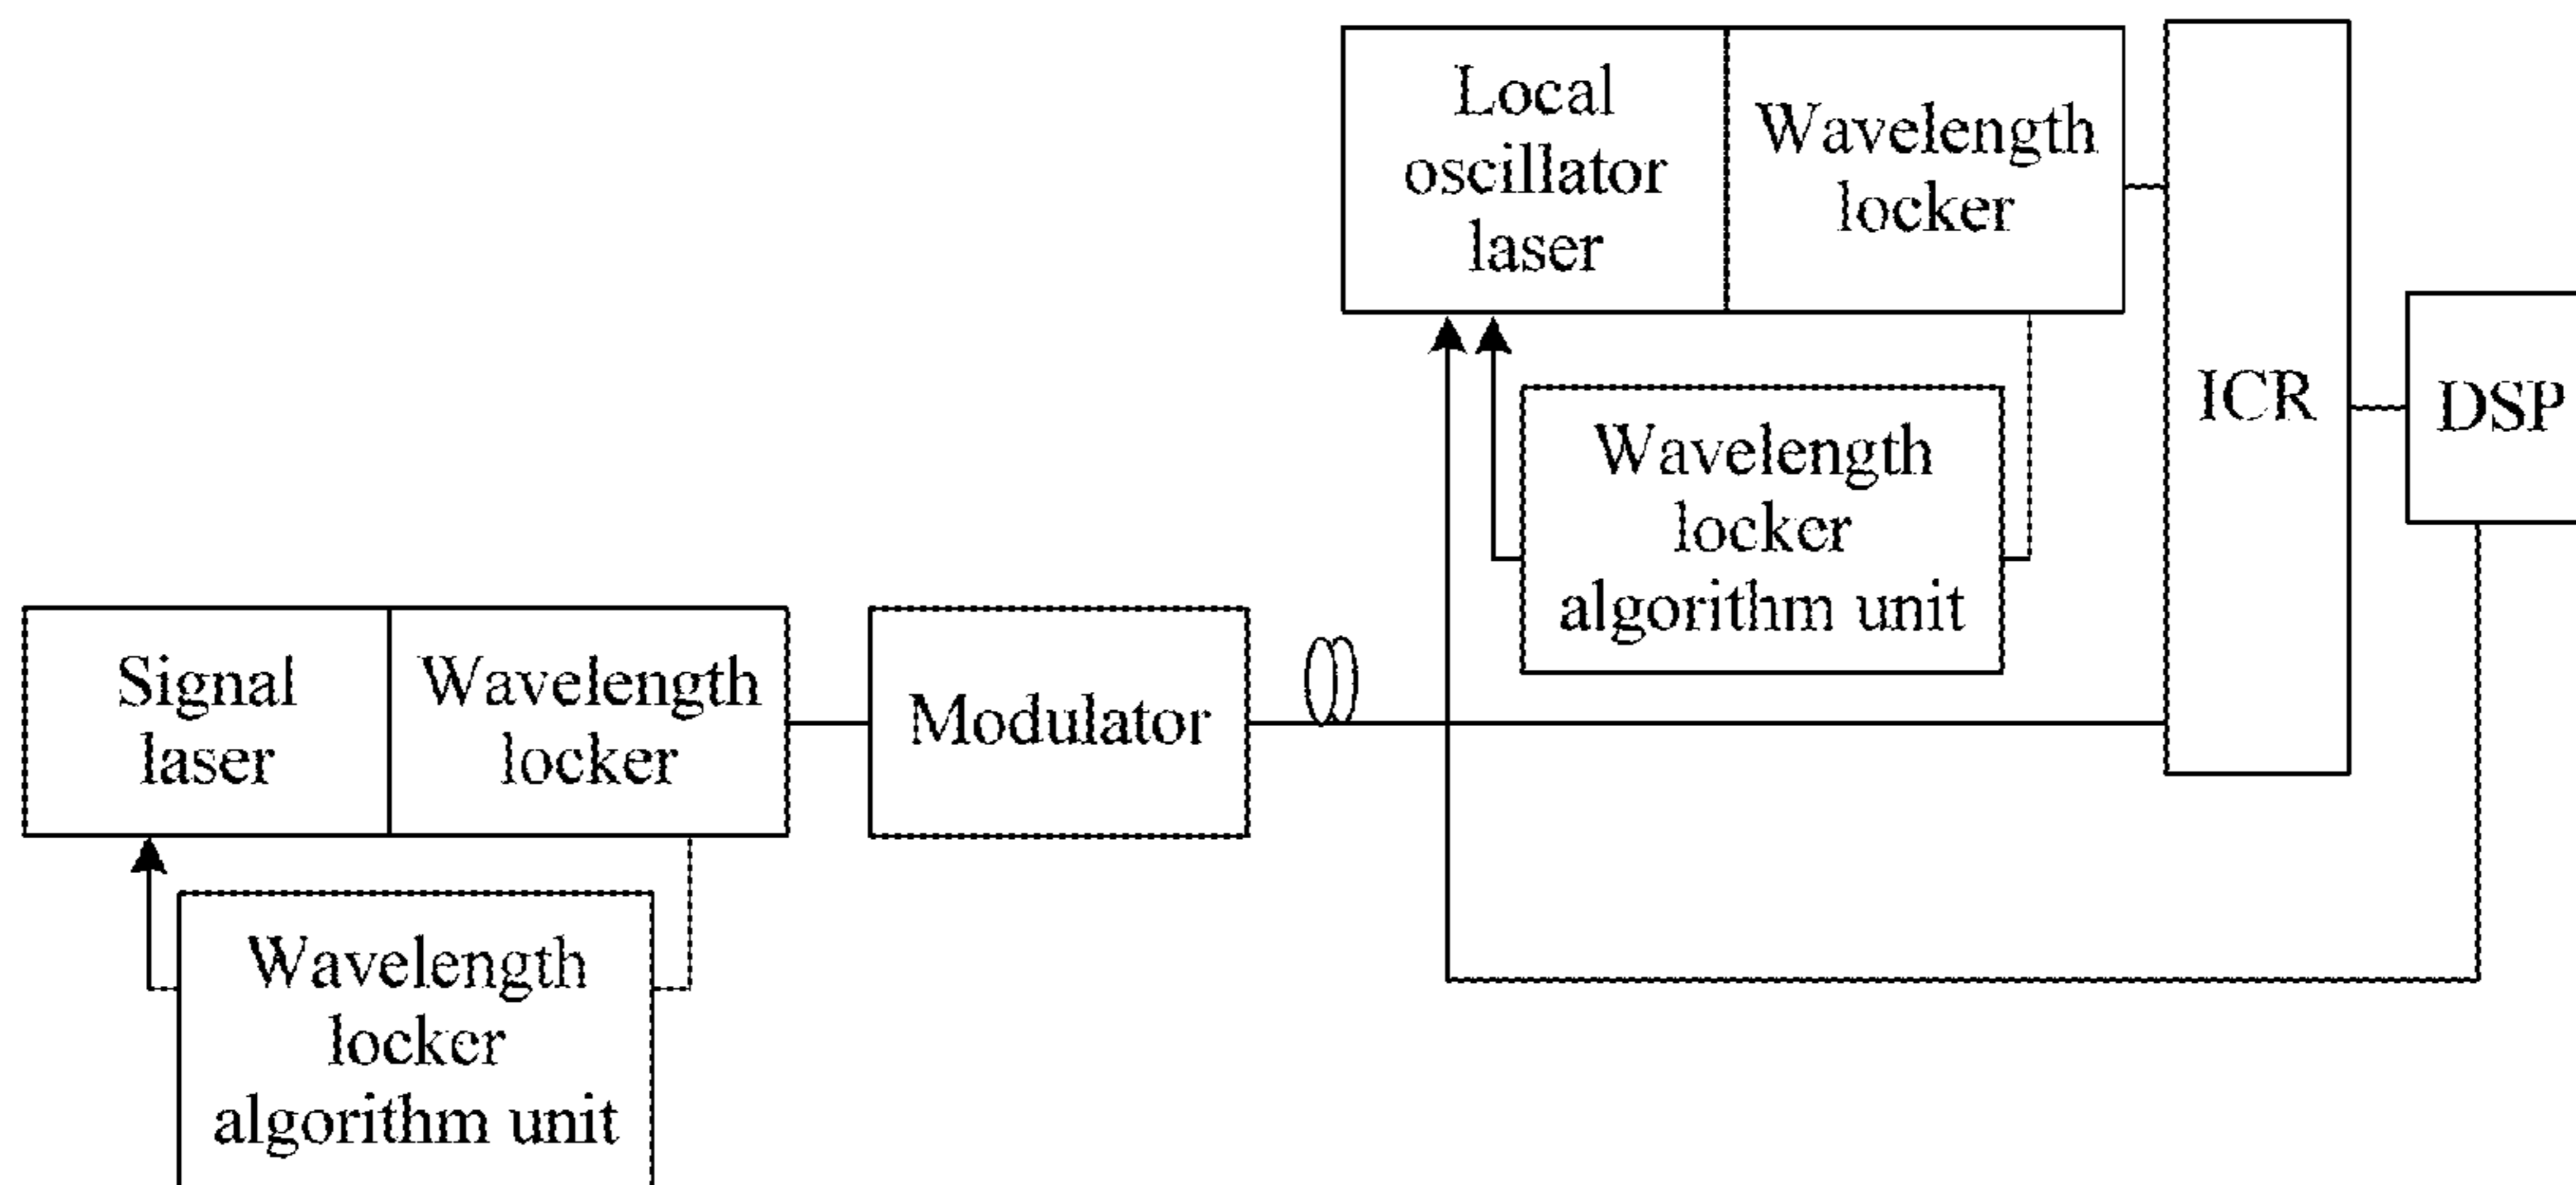 Local
oscillator
laser
Wavelength
locker
ICR
DSP
Wavelength
locker
algorithm unit
Signal
laser
Wavelength
locker
Modulator
Wavelength
locker
algorithm unit